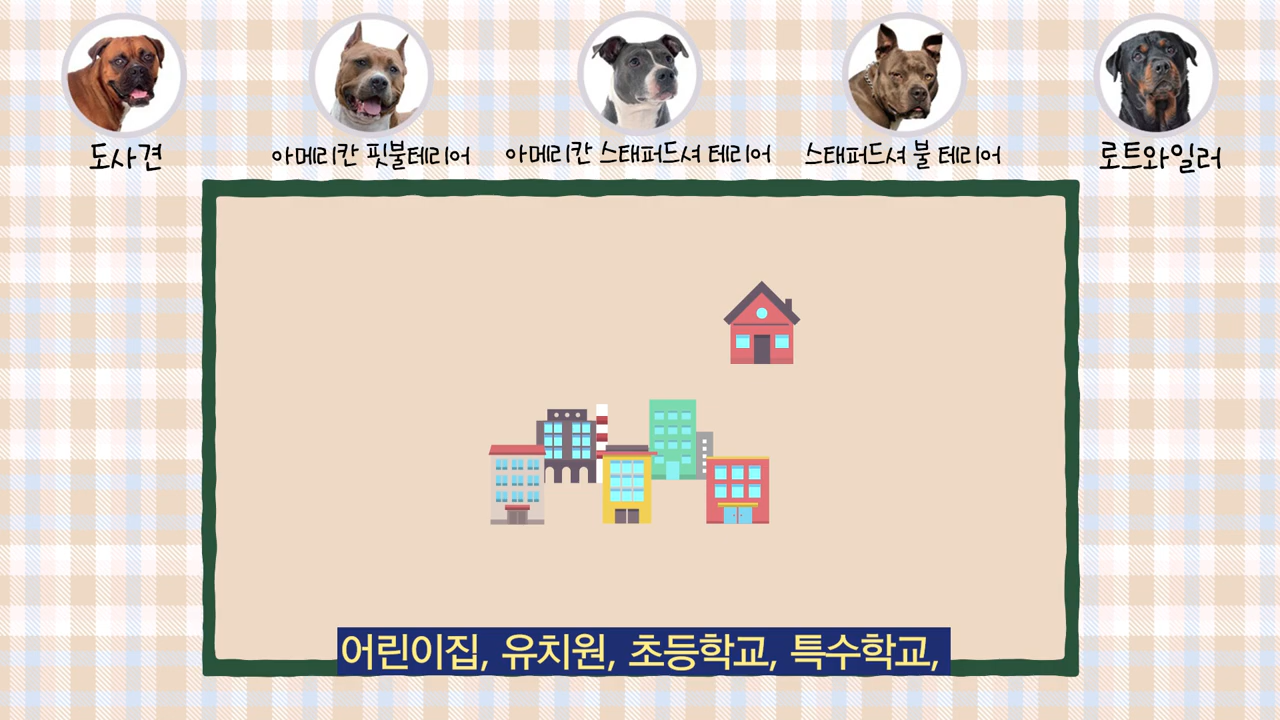 도사견
아메리칸 핏불테리어
아메리칸 스태퍼드셔 테리어
스태퍼드셔 불 테리어
로트와일러
어린이집, 유치원, 초등학교, 특수학교,